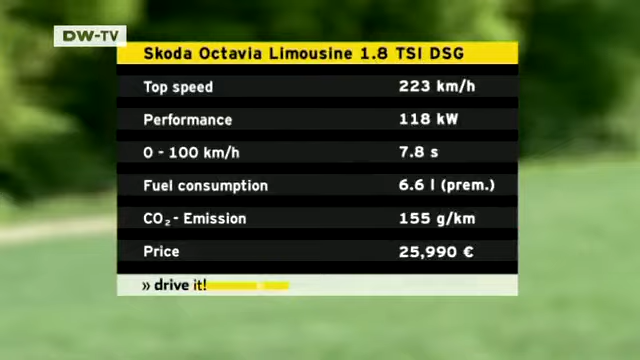 DW-TV
Skoda Octavia Limousine 1.8 TSI DSG
Top speed 223 km/h
Performance 118 kW
0 - 100 km/h 7.8 s
Fuel consumption 6.6 l (prem.)
CO₂ - Emission 155 g/km
Price 25,990 €
» drive it!